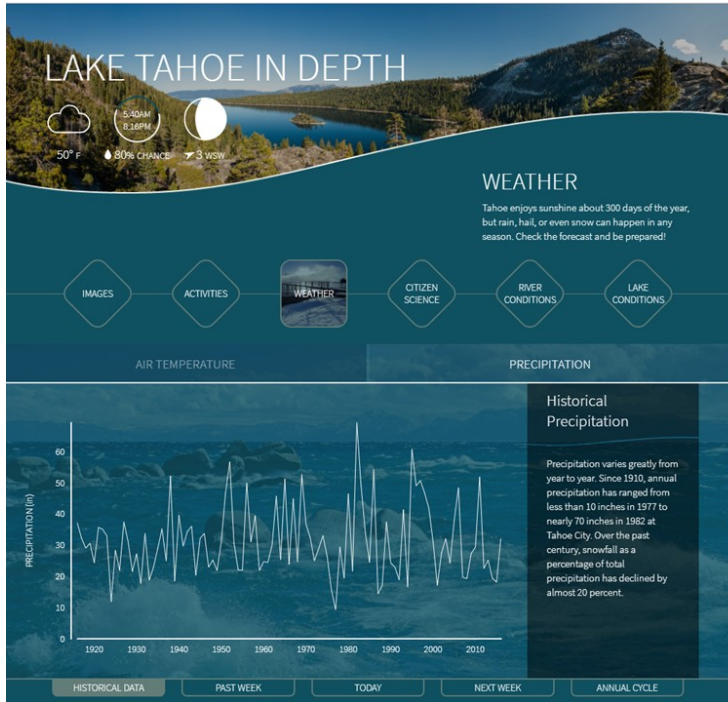 LAKE TAHOE IN DEPTH
5:40AM
8:16PM
50° F
80% CHANCE
3 WSW
WEATHER
Tahoe enjoys sunshine about 300 days of the year,
but rain, hail, or even snow can happen in any
season. Check the forecast and be prepared!
IMAGES
ACTIVITIES
WEATHER
CITIZEN
SCIENCE
RIVER
CONDITIONS
LAKE
CONDITIONS
AIR TEMPERATURE
PRECIPITATION
PRECIPITATION (in)
60
50
40
30
20
10
0
1920
1930
1940
1950
1960
1970
1980
1990
2000
2010
Historical
Precipitation
Precipitation varies greatly from
year to year. Since 1910, annual
precipitation has ranged from
less than 10 inches in 1977 to
nearly 70 inches in 1982 at
Tahoe City. Over the past
century, snowfall as a
percentage of total
precipitation has declined by
almost 20 percent.
HISTORICAL DATA
PAST WEEK
TODAY
NEXT WEEK
ANNUAL CYCLE